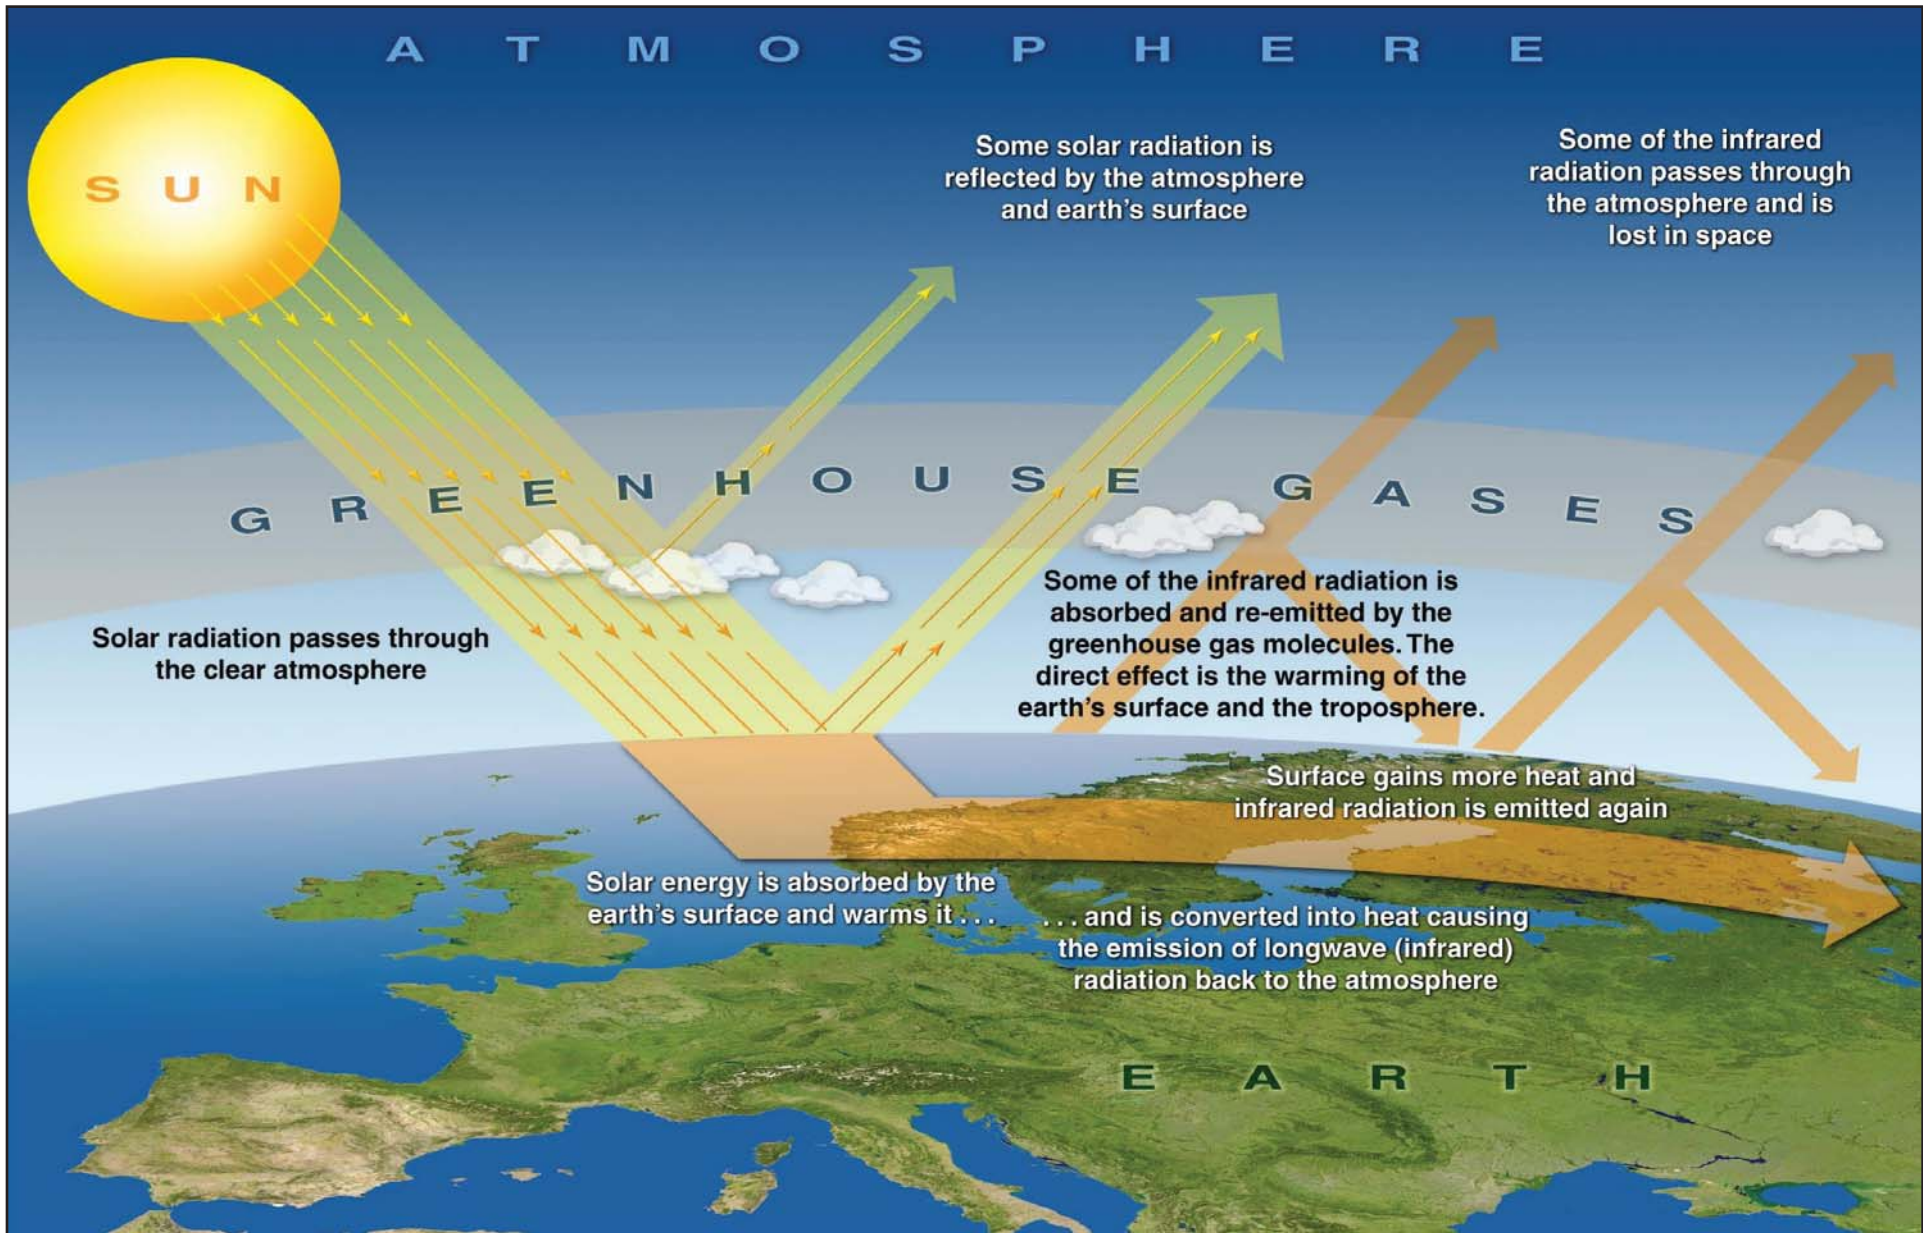 ATMOSPHERE
SUN
Some solar radiation is
reflected by the atmosphere
and earth's surface
Some of the infrared
radiation passes through
the atmosphere and is
lost in space
GREENHOUSE GASES
Solar radiation passes through
the clear atmosphere
Some of the infrared radiation is
absorbed and re-emitted by the
greenhouse gas molecules. The
direct effect is the warming of the
earth's surface and the troposphere.
Surface gains more heat and
infrared radiation is emitted again
Solar energy is absorbed by the
earth's surface and warms it . . .
. . . and is converted into heat causing
the emission of longwave (infrared)
radiation back to the atmosphere
EARTH